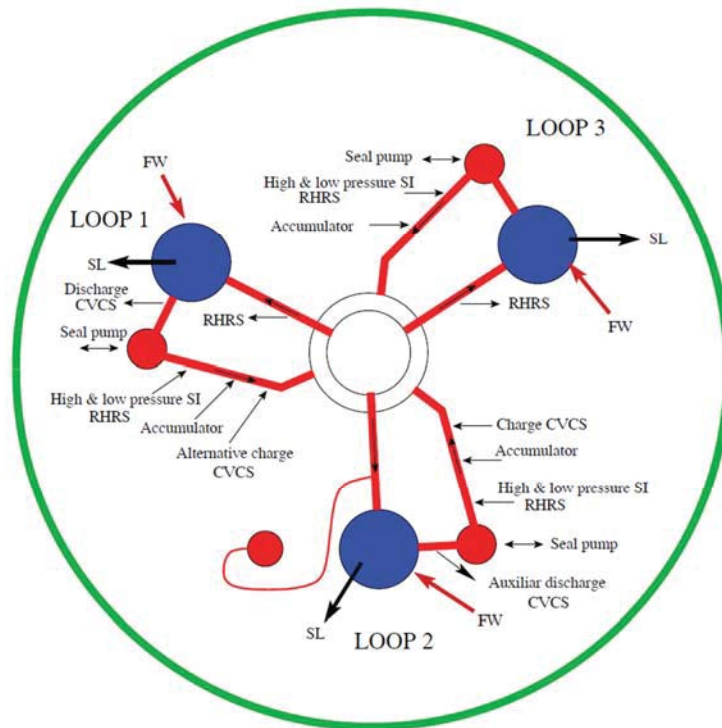 LOOP 3
Seal pump
High & low pressure SI
RHRS
Accumulator
SL
RHRS
FW
FW
LOOP 1
SL
Discharge
CVCS
RHRS
Seal pump
High & low pressure SI
RHRS
Accumulator
Alternative charge
CVCS
Charge CVCS
Accumulator
High & low pressure SI
RHRS
Seal pump
Auxiliar discharge
CVCS
FW
SL
LOOP 2